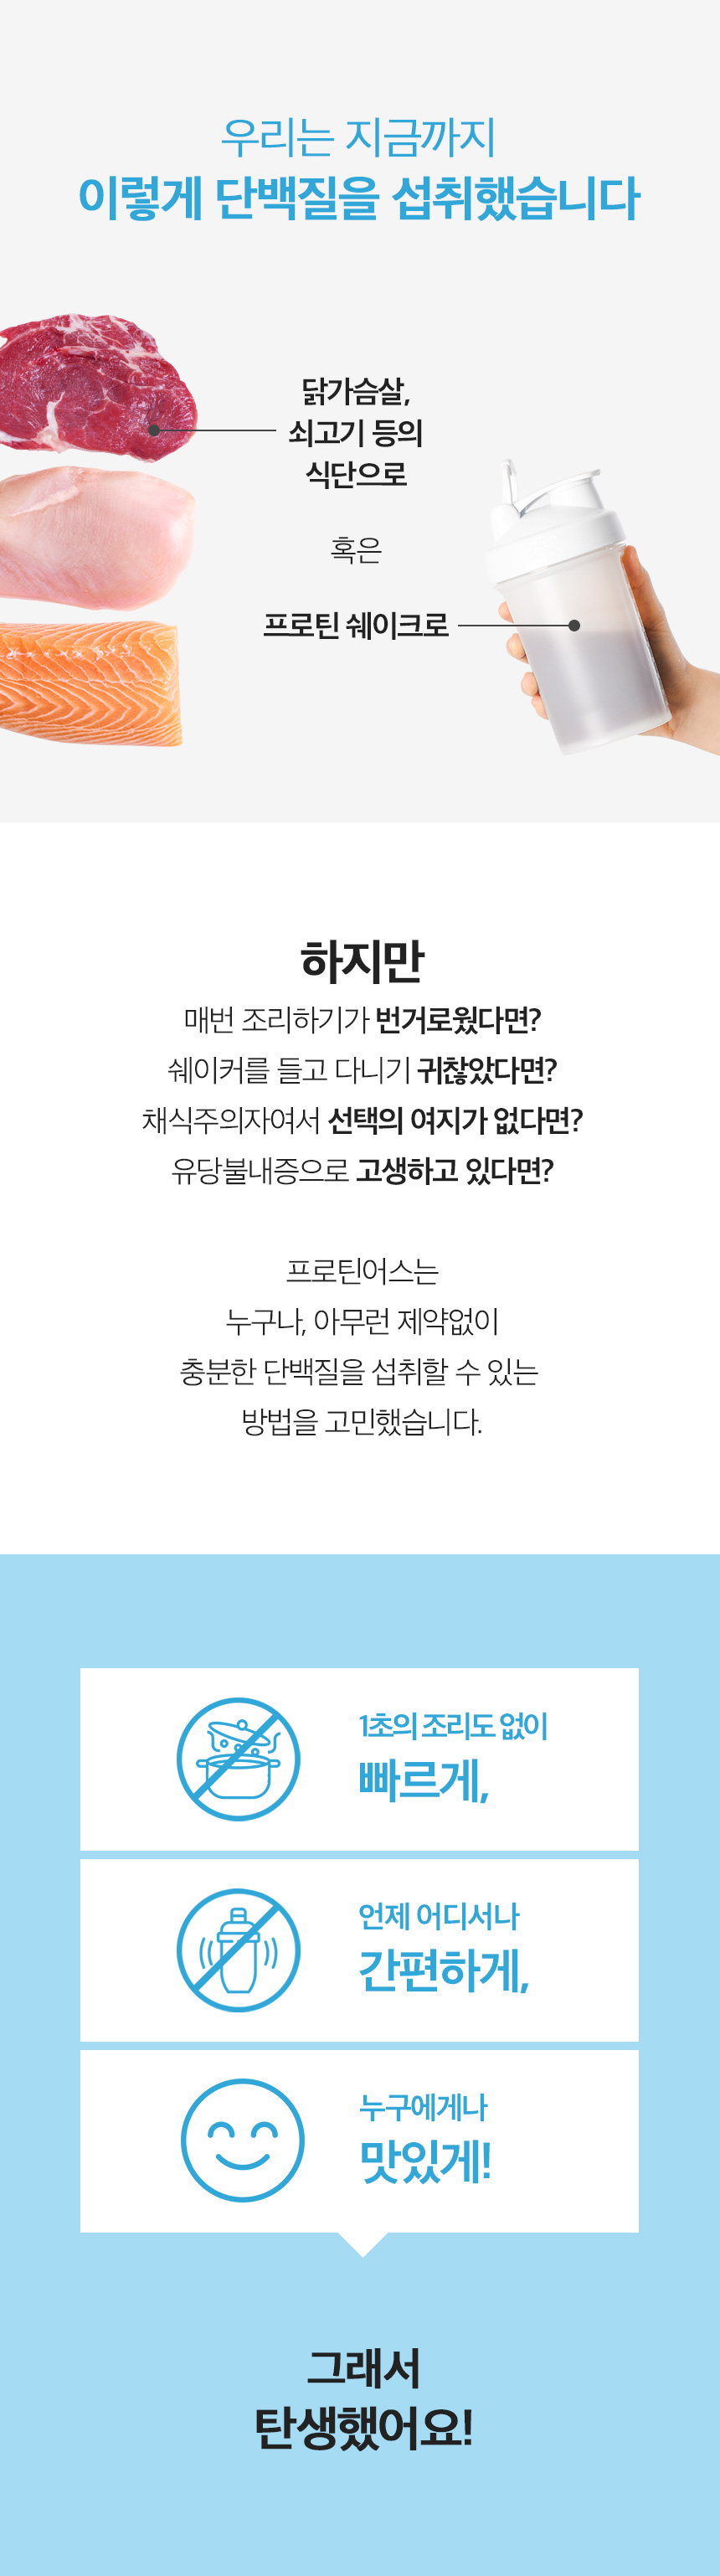 우리는 지금까지
이렇게 단백질을 섭취했습니다
닭가슴살,
쇠고기 등의
식단으로
혹은
프로틴 쉐이크로
하지만
매번 조리하기가 번거로웠다면?
쉐이커를 들고 다니기 귀찮았다면?
채식주의자여서 선택의 여지가 없다면?
유당불내증으로 고생하고 있다면?
프로틴어스는
누구나, 아무런 제약없이
충분한 단백질을 섭취할 수 있는
방법을 고민했습니다.
1초의 조리도 없이
빠르게,
언제 어디서나
간편하게,
누구에게나
맛있게!
그래서
탄생했어요!